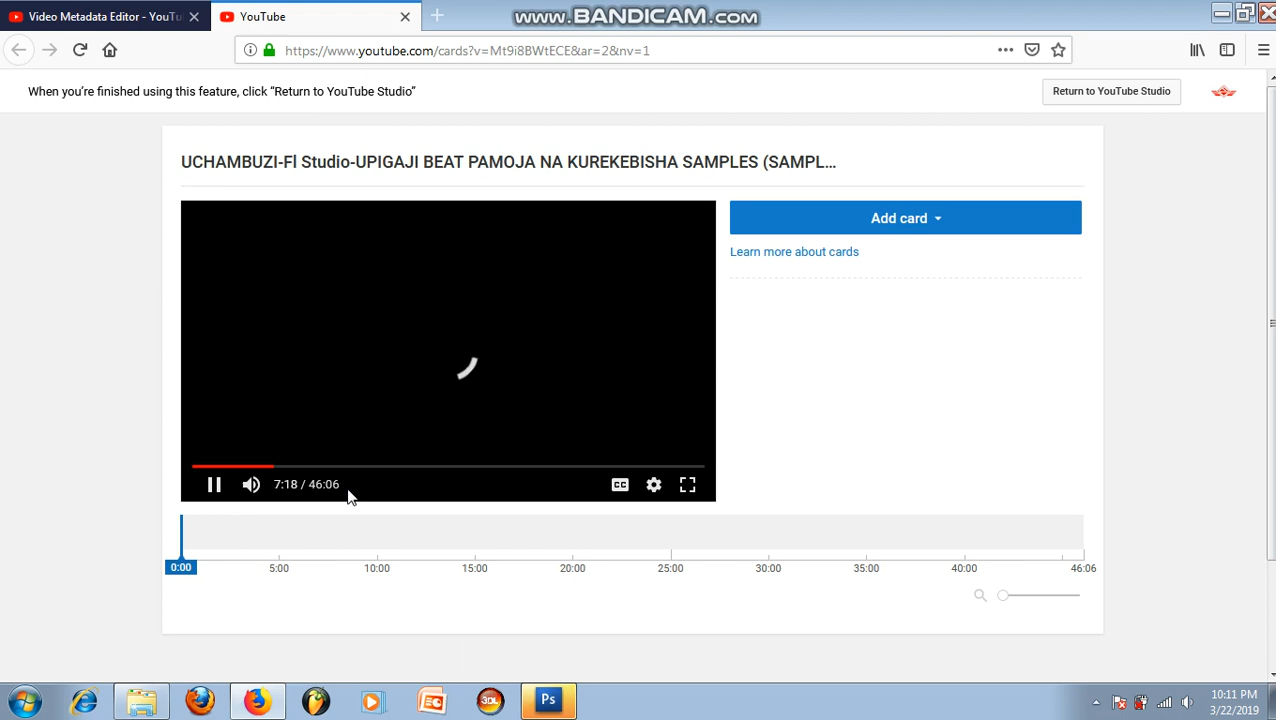 Video Metadata Editor - YouTu
YouTube
www.BANDICAM.com
https://www.youtube.com/cards?v=Mt9i8BWtECE&ar=2&nv=1
When you're finished using this feature, click “Return to YouTube Studio”
Return to YouTube Studio
UCHAMBUZI-Fl Studio-UPIGAJI BEAT PAMOJA NA KUREKEBISHA SAMPLES (SAMPL...
Add card
Learn more about cards
7:18 / 46:06
CC
0:00 5:00 10:00 15:00 20:00 25:00 30:00 35:00 40:00 46:06
3DL
Ps
10:11 PM
3/22/2019